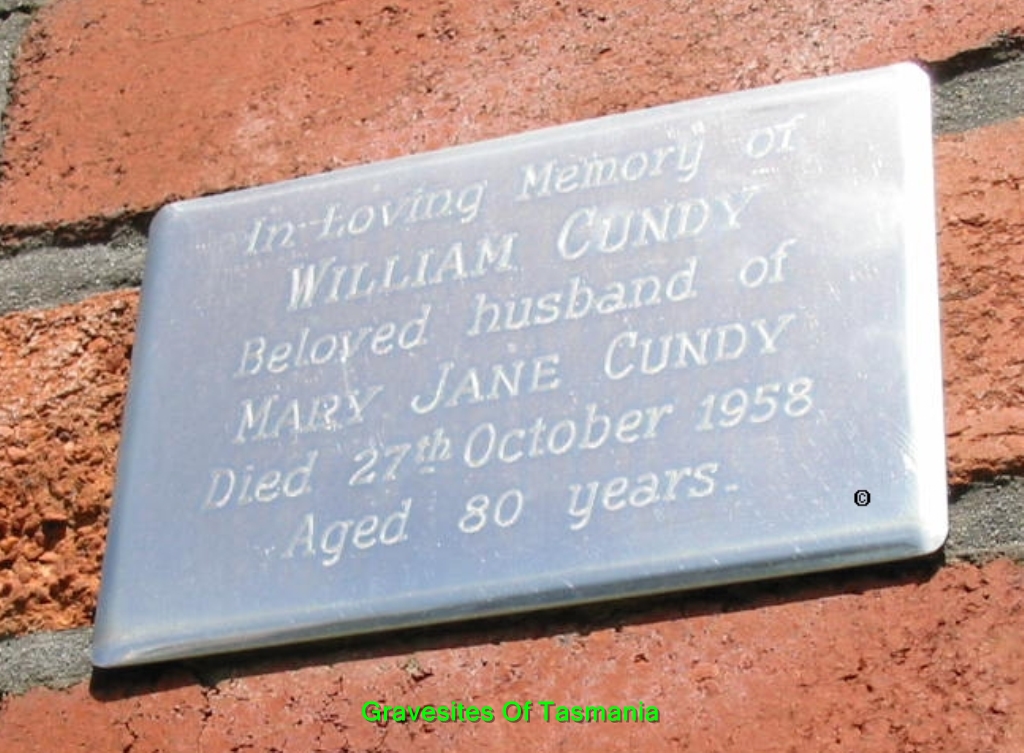 In Loving Memory of
WILLIAM CUNDY
Beloved husband of
MARY JANE CUNDY
Died 27th October 1958
Aged 80 years.
©
Gravesites Of Tasmania